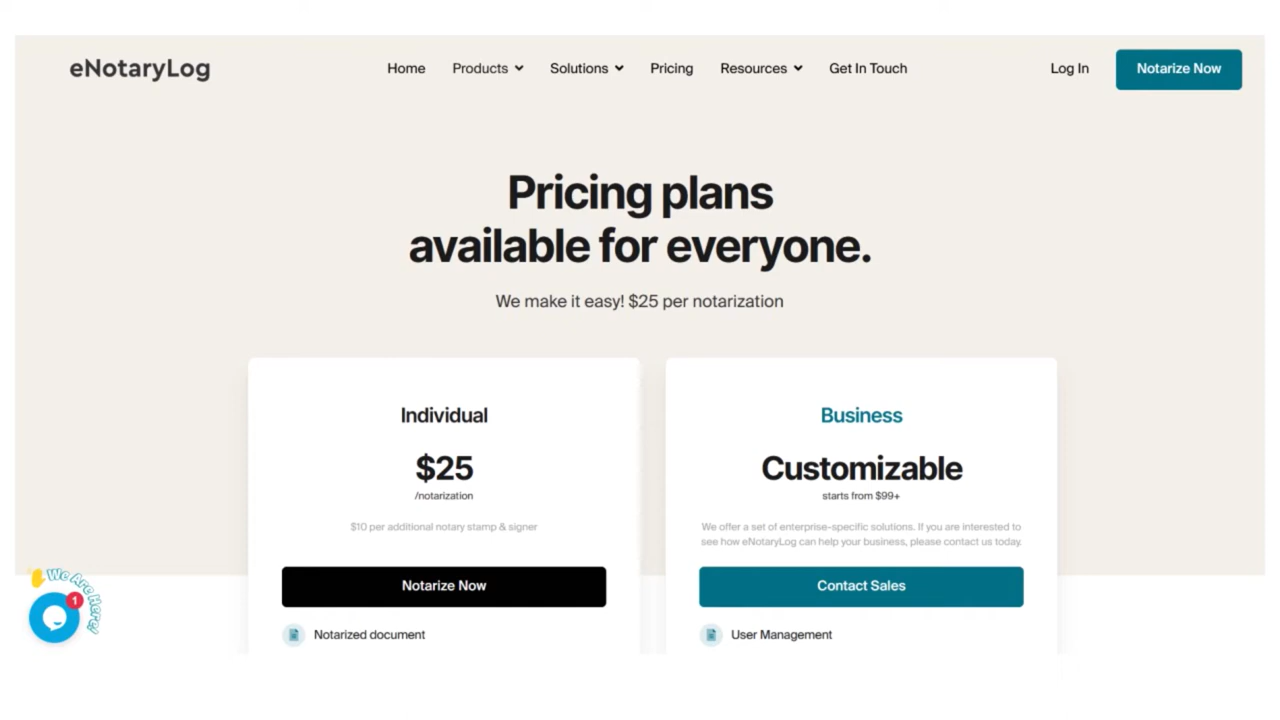 eNotaryLog
Home
Products
Solutions
Pricing
Resources
Get In Touch
Log In
Notarize Now
Pricing plans
available for everyone.
We make it easy! $25 per notarization
Individual
$25
/notarization
$10 per additional notary stamp & signer
Notarize Now
Notarized document
Business
Customizable
starts from $99+
We offer a set of enterprise-specific solutions. If you are interested to
see how eNotaryLog can help your business, please contact us today.
Contact Sales
User Management
We Are Here!
1